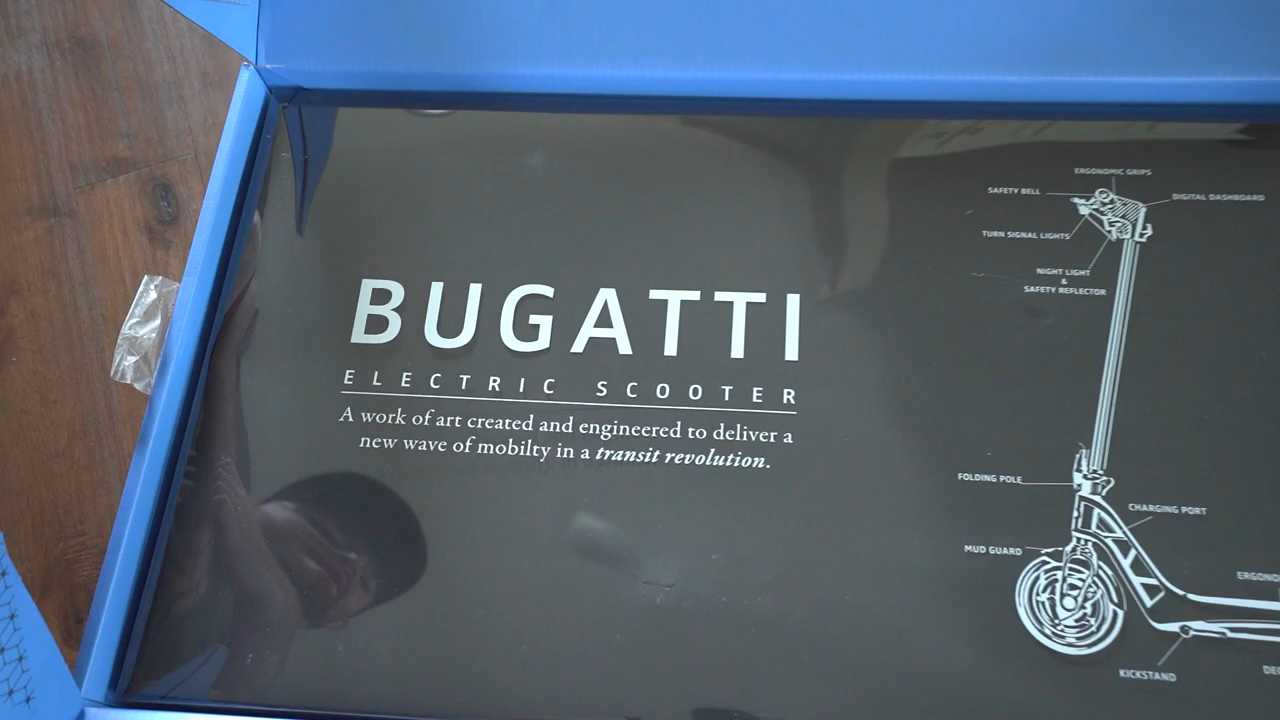 BUGATTI
ELECTRIC SCOOTER
A work of art created and engineered to deliver a
new wave of mobilty in a transit revolution.
ERGONOMIC GRIPS
SAFETY BELL
DIGITAL DASHBOARD
TURN SIGNAL LIGHTS
NIGHT LIGHT
&
SAFETY REFLECTOR
FOLDING POLE
CHARGING PORT
MUD GUARD
KICKSTAND